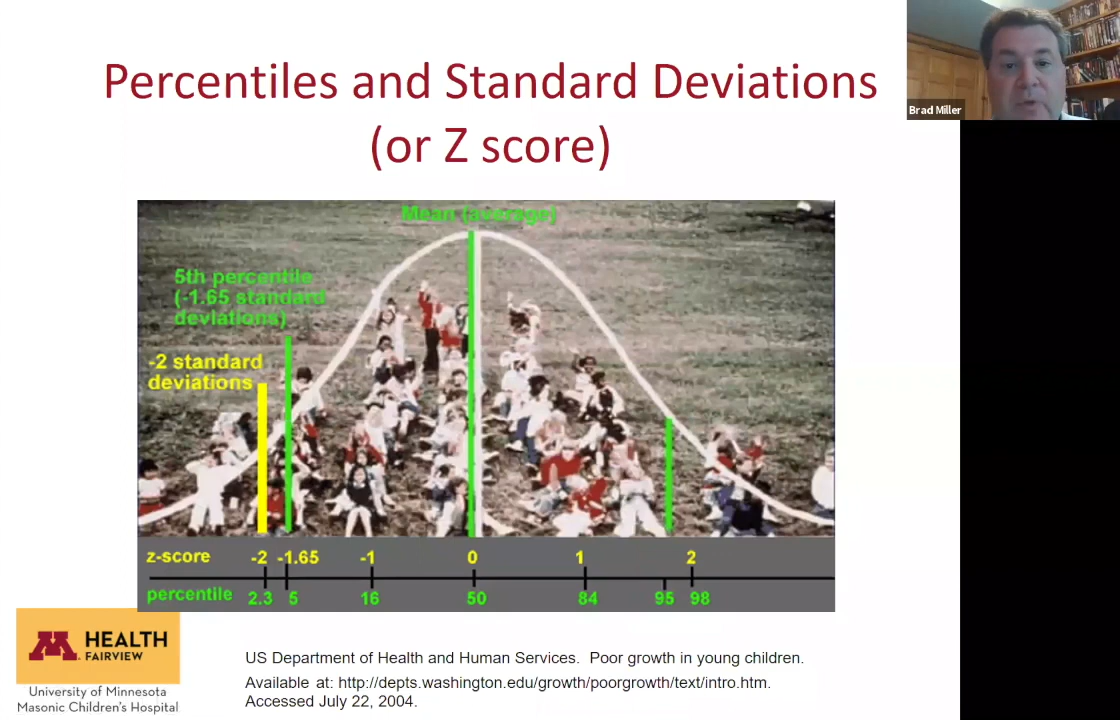 Percentiles and Standard Deviations
(or Z score)
Brad Miller
Mean (average)
5th percentile
(-1.65 standard
deviations)
-2 standard
deviations
z-score -2 -1.65 -1 0 1 2
percentile 2.3 5 16 50 84 95 98
M HEALTH
FAIRVIEW
University of Minnesota
Masonic Children's Hospital
US Department of Health and Human Services. Poor growth in young children.
Available at: http://depts.washington.edu/growth/poorgrowth/text/intro.htm.
Accessed July 22, 2004.